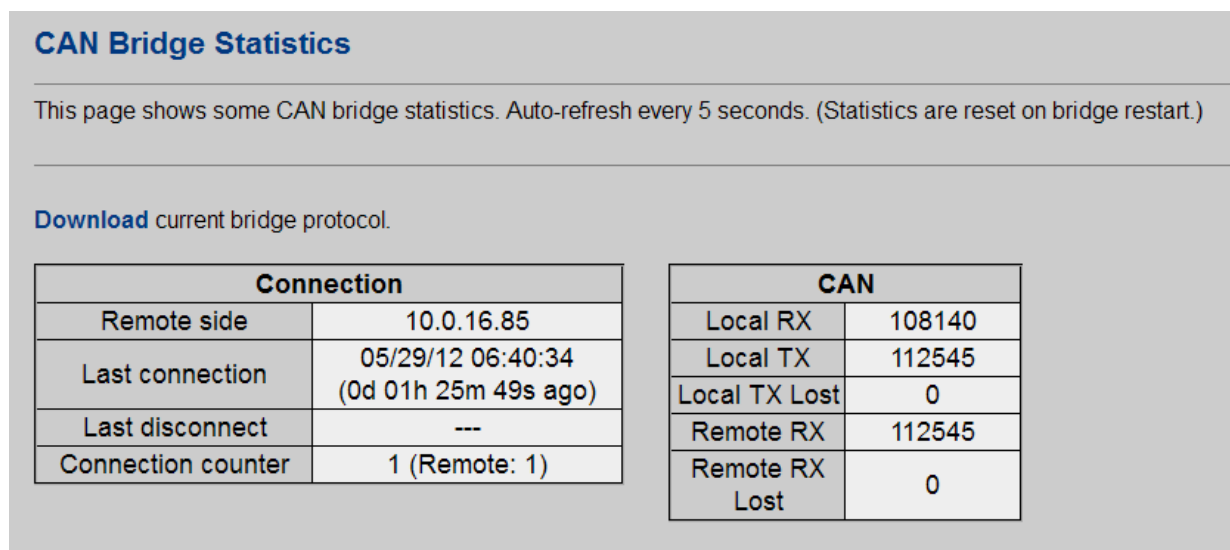 CAN Bridge Statistics
This page shows some CAN bridge statistics. Auto-refresh every 5 seconds. (Statistics are reset on bridge restart.)
Download current bridge protocol.
Connection
Remote side 10.0.16.85
Last connection 05/29/12 06:40:34
(0d 01h 25m 49s ago)
Last disconnect ---
Connection counter 1 (Remote: 1)
CAN
Local RX 108140
Local TX 112545
Local TX Lost 0
Remote RX 112545
Remote RX
Lost 0